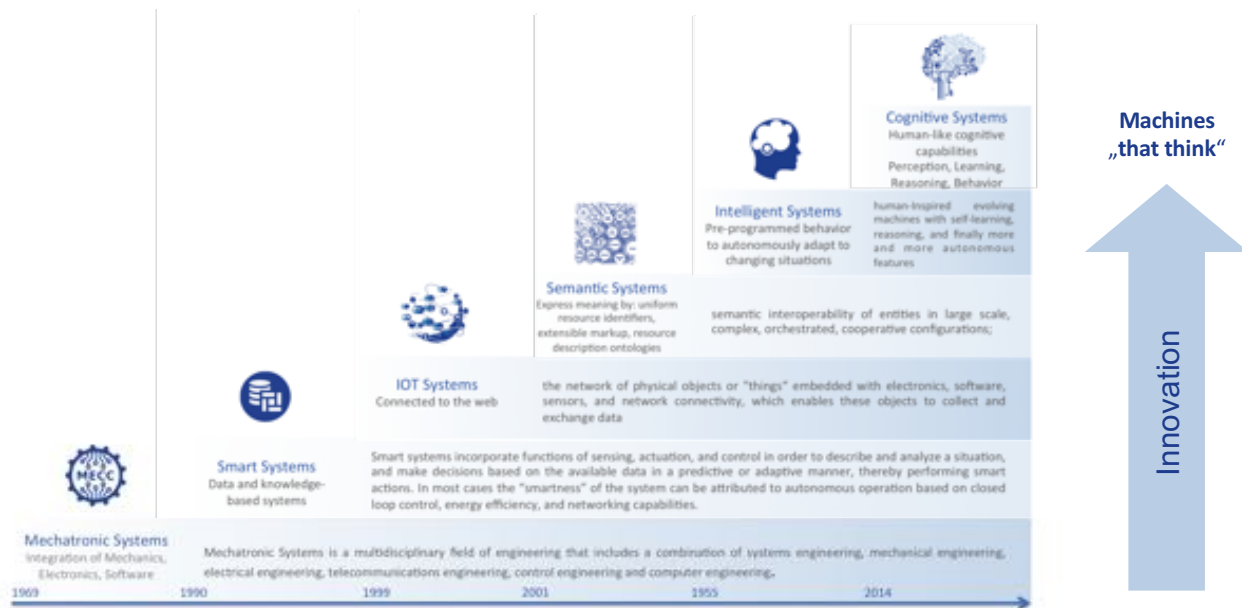 Cognitive Systems
Human-like cognitive
capabilities
Perception, Learning,
Reasoning, Behavior
Machines
„that think“
Intelligent Systems
Pre-programmed behavior
to autonomously adapt to
changing situations
human-Inspired evolving
machines with self-learning,
reasoning, and finally more
and more autonomous
features
Semantic Systems
Express meaning by: uniform
resource identifiers,
extensible markup, resource
description ontologies
semantic interoperability of entities in large scale,
complex, orchestrated, cooperative configurations;
IOT Systems
Connected to the web
the network of physical objects or "things" embedded with electronics, software,
sensors, and network connectivity, which enables these objects to collect and
exchange data
MECC
Smart Systems
Data and knowledge-
based systems
Smart systems incorporate functions of sensing, actuation, and control in order to describe and analyze a situation,
and make decisions based on the available data in a predictive or adaptive manner, thereby performing smart
actions. In most cases the "smartness" of the system can be attributed to autonomous operation based on closed
loop control, energy efficiency, and networking capabilities.
Mechatronic Systems
Integration of Mechanics,
Electronics, Software
Mechatronic Systems is a multidisciplinary field of engineering that includes a combination of systems engineering, mechanical engineering,
electrical engineering, telecommunications engineering, control engineering and computer engineering.
1969 1990 1999 2001 1955 2014
Innovation